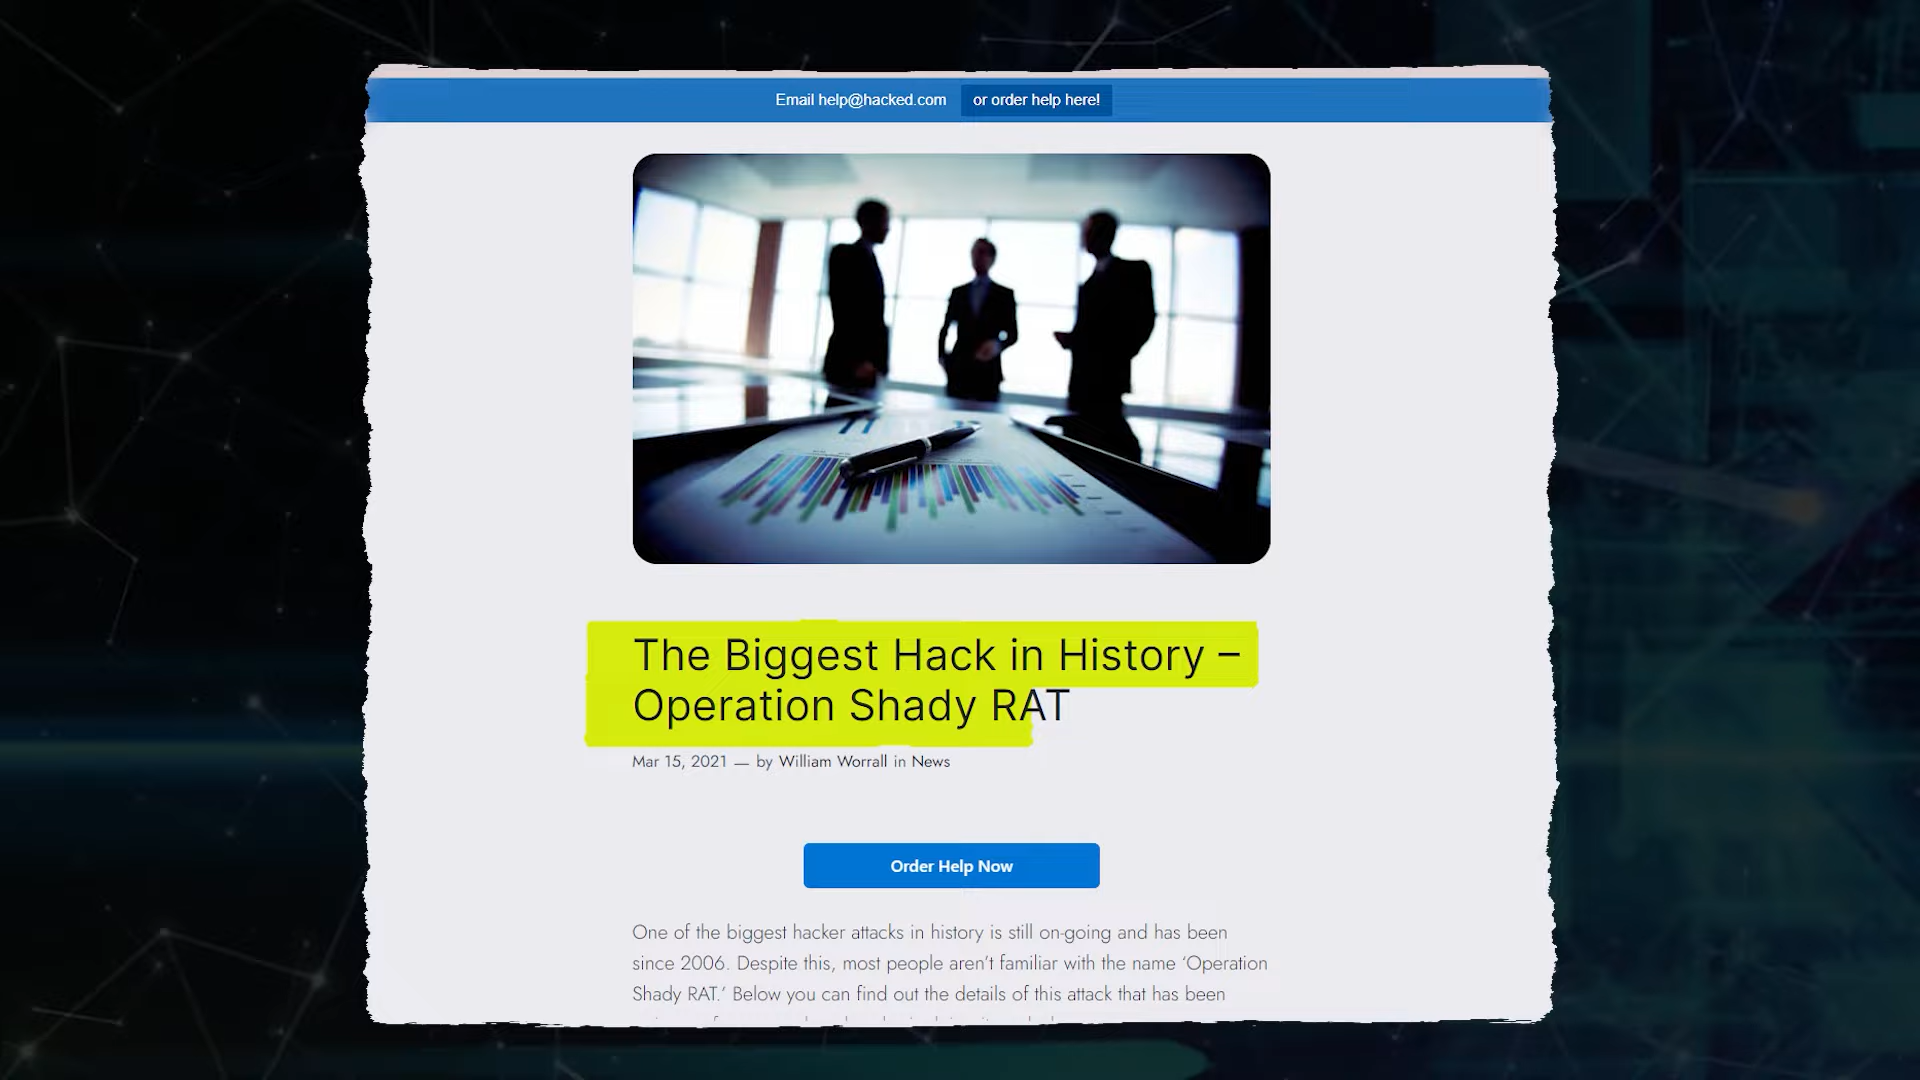 Email help@hacked.com or order help here!
The Biggest Hack in History –
Operation Shady RAT
Mar 15, 2021 — by William Worrall in News
Order Help Now
One of the biggest hacker attacks in history is still on-going and has been
since 2006. Despite this, most people aren't familiar with the name ‘Operation
Shady RAT.’ Below you can find out the details of this attack that has been